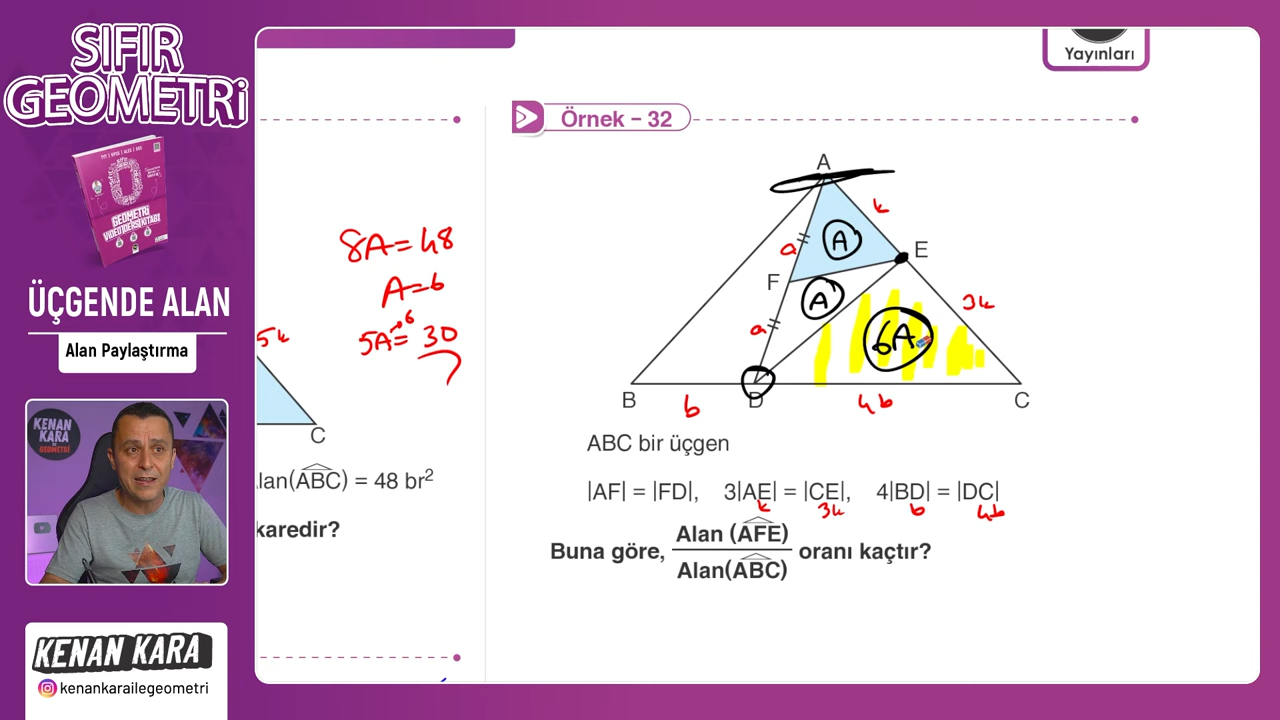 SIFIR
GEOMETRİ
GEOMETRİ
VİDEO DERS KİTABI
ÜÇGENDE ALAN
Alan Paylaştırma
KENAN
KARA
GEOMETRİ
KENAN KARA
kenankarailegeometri
8A=48
A=6
6
5A=30
5k
C
lan(ABC) = 48 br²
karedir?
Yayınları
Örnek – 32
A
k
a
A
E
F
A
3k
a
6A
B
D
C
b
4b
ABC bir üçgen
|AF| = |FD|, 3|AE| = |CE|, 4|BD| = |DC|
k 3k b 4b
Buna göre, Alan (AFE) / Alan(ABC) oranı kaçtır?